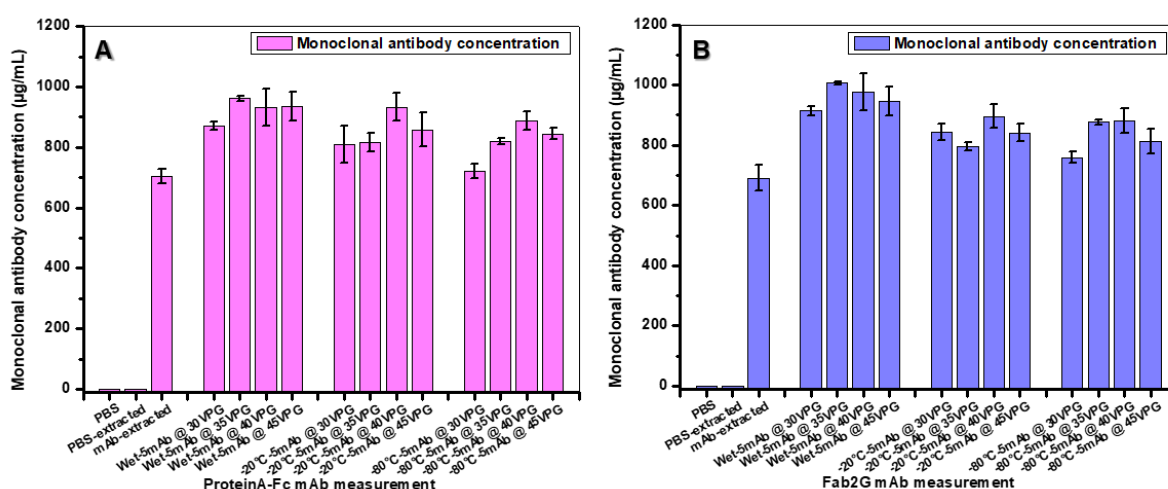 A
Monoclonal antibody concentration
Monoclonal antibody concentration (µg/mL)
1200
1000
800
600
400
200
0
PBS
PBS-extracted
mAb-extracted
Wet-5mAb @ 30VPG
Wet-5mAb @ 35VPG
Wet-5mAb @ 40VPG
Wet-5mAb @ 45VPG
-20°C-5mAb @ 30VPG
-20°C-5mAb @ 35VPG
-20°C-5mAb @ 40VPG
-20°C-5mAb @ 45VPG
-80°C-5mAb @ 30VPG
-80°C-5mAb @ 35VPG
-80°C-5mAb @ 40VPG
-80°C-5mAb @ 45VPG
ProteinA-Fc mAb measurement
B
Monoclonal antibody concentration
Monoclonal antibody concentration (µg/mL)
1200
1000
800
600
400
200
0
PBS
PBS-extracted
mAb-extracted
Wet-5mAb @ 30VPG
Wet-5mAb @ 35VPG
Wet-5mAb @ 40VPG
Wet-5mAb @ 45VPG
-20°C-5mAb @ 30VPG
-20°C-5mAb @ 35VPG
-20°C-5mAb @ 40VPG
-20°C-5mAb @ 45VPG
-80°C-5mAb @ 30VPG
-80°C-5mAb @ 35VPG
-80°C-5mAb @ 40VPG
-80°C-5mAb @ 45VPG
Fab2G mAb measurement